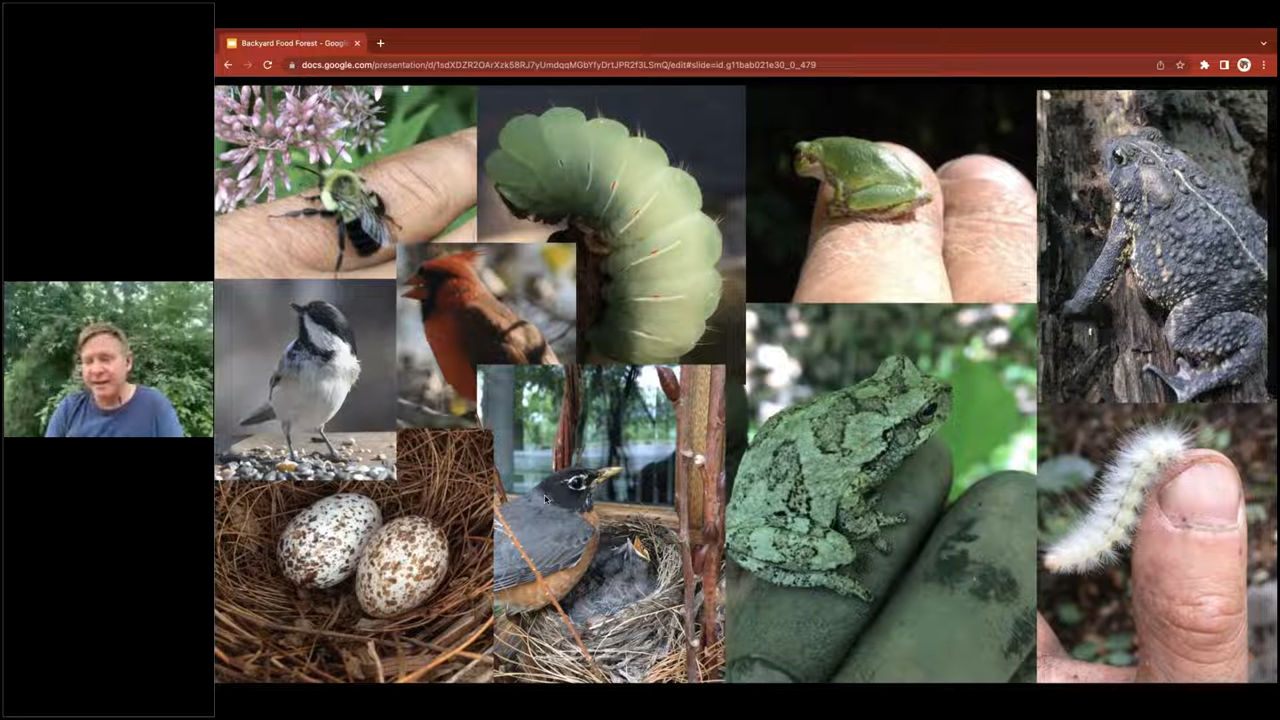 Backyard Food Forest - Googl
docs.google.com/presentation/d/1sdXDZR2OArXzk58RJ7yUmdqqMGbYfyDrtJPR2f3LSmQ/edit#slide=id.g11bab021e30_0_479